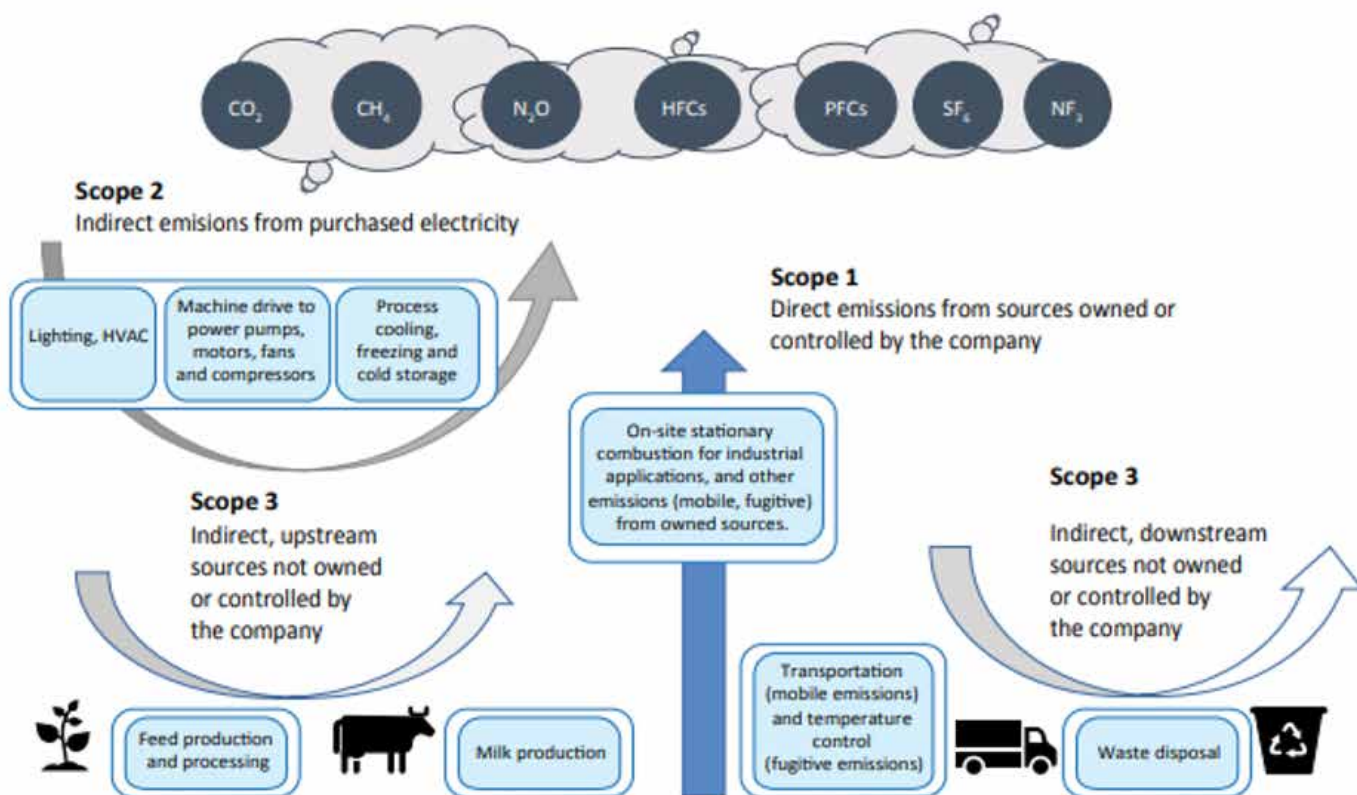 CO₂
CH₄
N₂O
HFCs
PFCs
SF₆
NF₃
Scope 2
Indirect emisions from purchased electricity
Lighting, HVAC
Machine drive to
power pumps,
motors, fans
and compressors
Process
cooling,
freezing and
cold storage
Scope 1
Direct emissions from sources owned or
controlled by the company
On-site stationary
combustion for industrial
applications, and other
emissions (mobile, fugitive)
from owned sources.
Scope 3
Indirect, upstream
sources not owned
or controlled by
the company
Feed production
and processing
Milk production
Scope 3
Indirect, downstream
sources not owned
or controlled by
the company
Transportation
(mobile emissions)
and temperature
control
(fugitive emissions)
Waste disposal